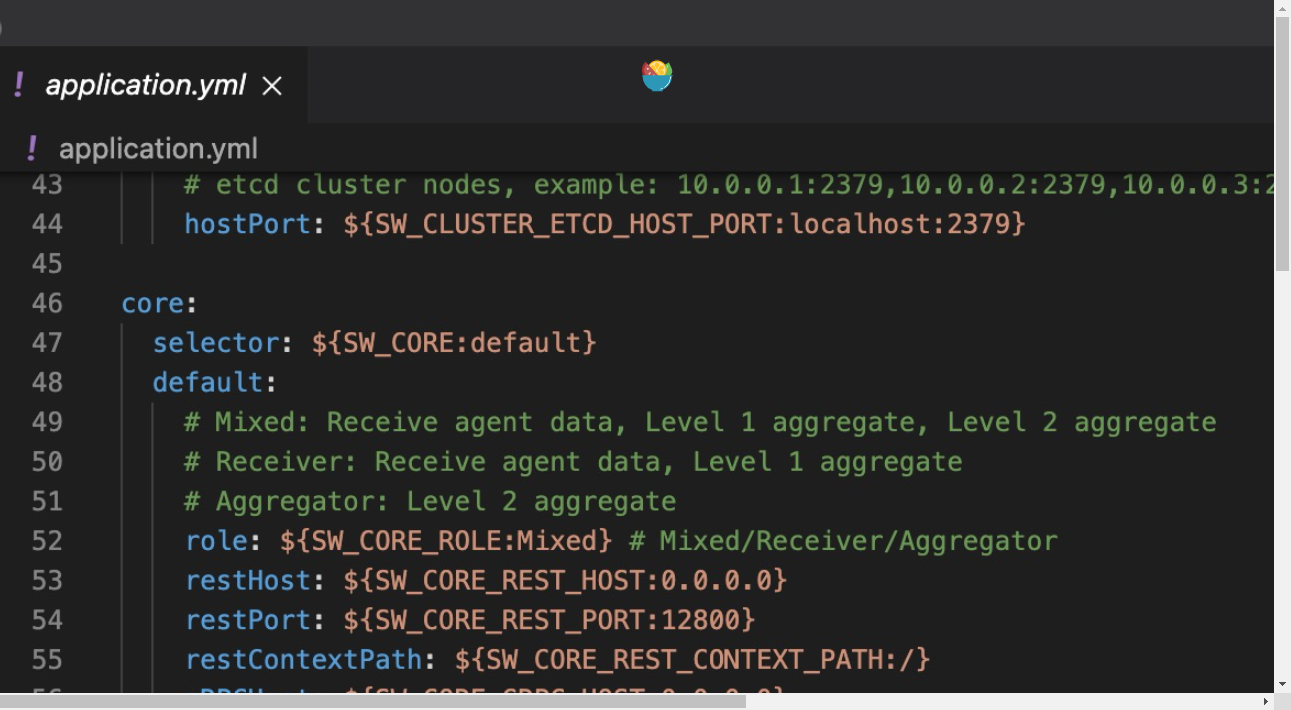 application.yml
application.yml
43 # etcd cluster nodes, example: 10.0.0.1:2379,10.0.0.2:2379,10.0.0.3:2
44 hostPort: ${SW_CLUSTER_ETCD_HOST_PORT:localhost:2379}
45
46 core:
47 selector: ${SW_CORE:default}
48 default:
49 # Mixed: Receive agent data, Level 1 aggregate, Level 2 aggregate
50 # Receiver: Receive agent data, Level 1 aggregate
51 # Aggregator: Level 2 aggregate
52 role: ${SW_CORE_ROLE:Mixed} # Mixed/Receiver/Aggregator
53 restHost: ${SW_CORE_REST_HOST:0.0.0.0}
54 restPort: ${SW_CORE_REST_PORT:12800}
55 restContextPath: ${SW_CORE_REST_CONTEXT_PATH:/}